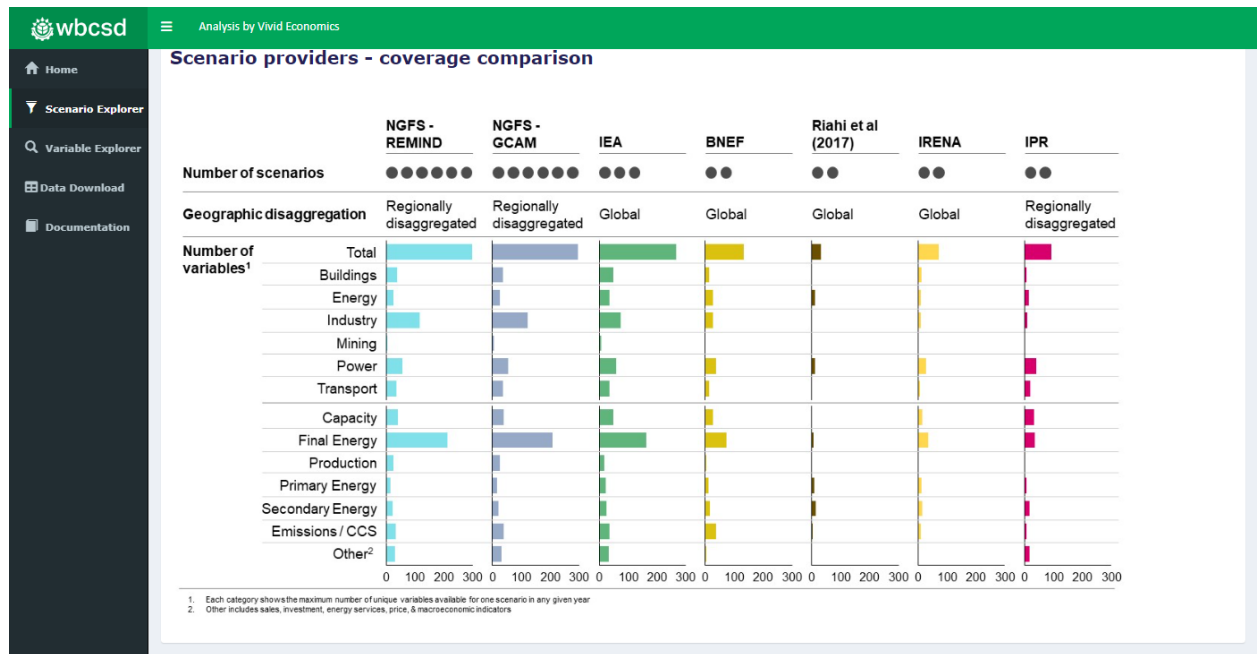 wbcsd
Analysis by Vivid Economics
Home
Scenario Explorer
Variable Explorer
Data Download
Documentation
Scenario providers - coverage comparison
NGFS -
REMIND
NGFS -
GCAM
IEA
BNEF
Riahi et al
(2017)
IRENA
IPR
Number of scenarios
Geographic disaggregation
Regionally
disaggregated
Regionally
disaggregated
Global
Global
Global
Global
Regionally
disaggregated
Number of
variables1
Total
Buildings
Energy
Industry
Mining
Power
Transport
Capacity
Final Energy
Production
Primary Energy
Secondary Energy
Emissions / CCS
Other2
0 100 200 300 0 100 200 300 0 100 200 300 0 100 200 300 0 100 200 300 0 100 200 300 0 100 200 300
1. Each category shows the maximum number of unique variables available for one scenario in any given year
2. Other includes sales, investment, energy services, price, & macroeconomic indicators